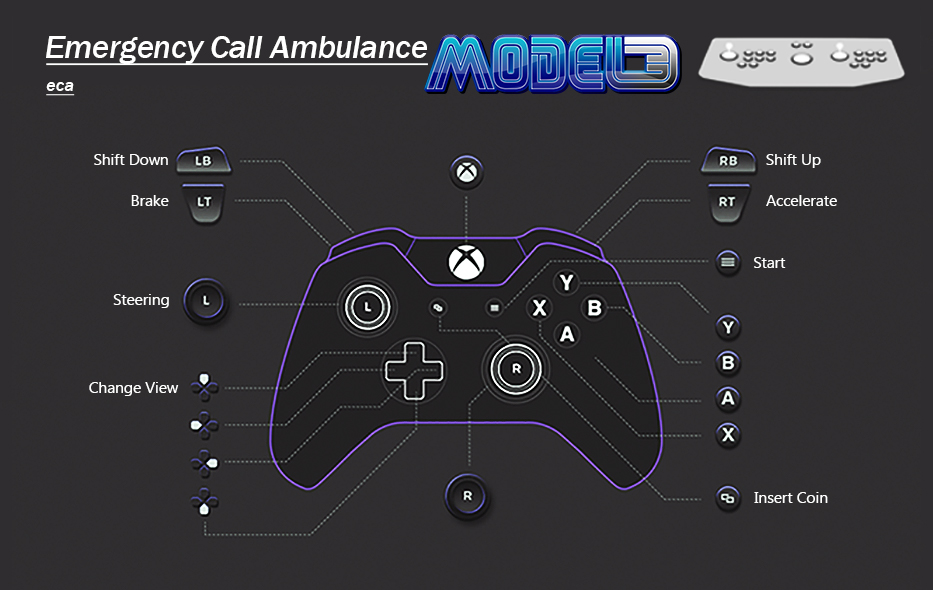 Emergency Call Ambulance
MODEL3
eca
Shift Down LB
RB Shift Up
Brake LT
RT Accelerate
Start
Steering L
L
X
Y
B
A
R
Y
B
A
X
Change View
R
Insert Coin